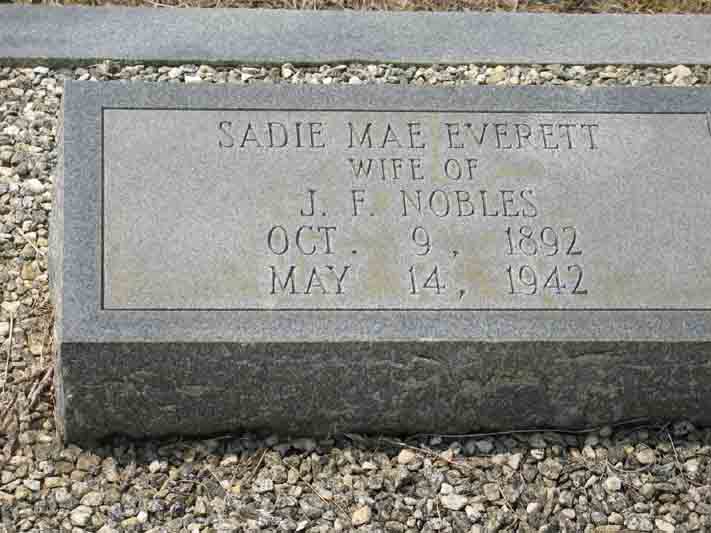 SADIE MAE EVERETT
WIFE OF
J. F. NOBLES
OCT. 9, 1892
MAY 14, 1942